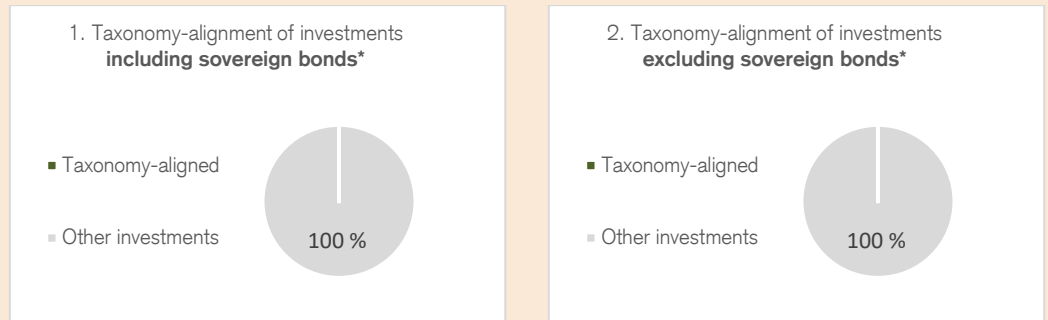 1. Taxonomy-alignment of investments
including sovereign bonds*
Taxonomy-aligned
Other investments
100 %
2. Taxonomy-alignment of investments
excluding sovereign bonds*
Taxonomy-aligned
Other investments
100 %